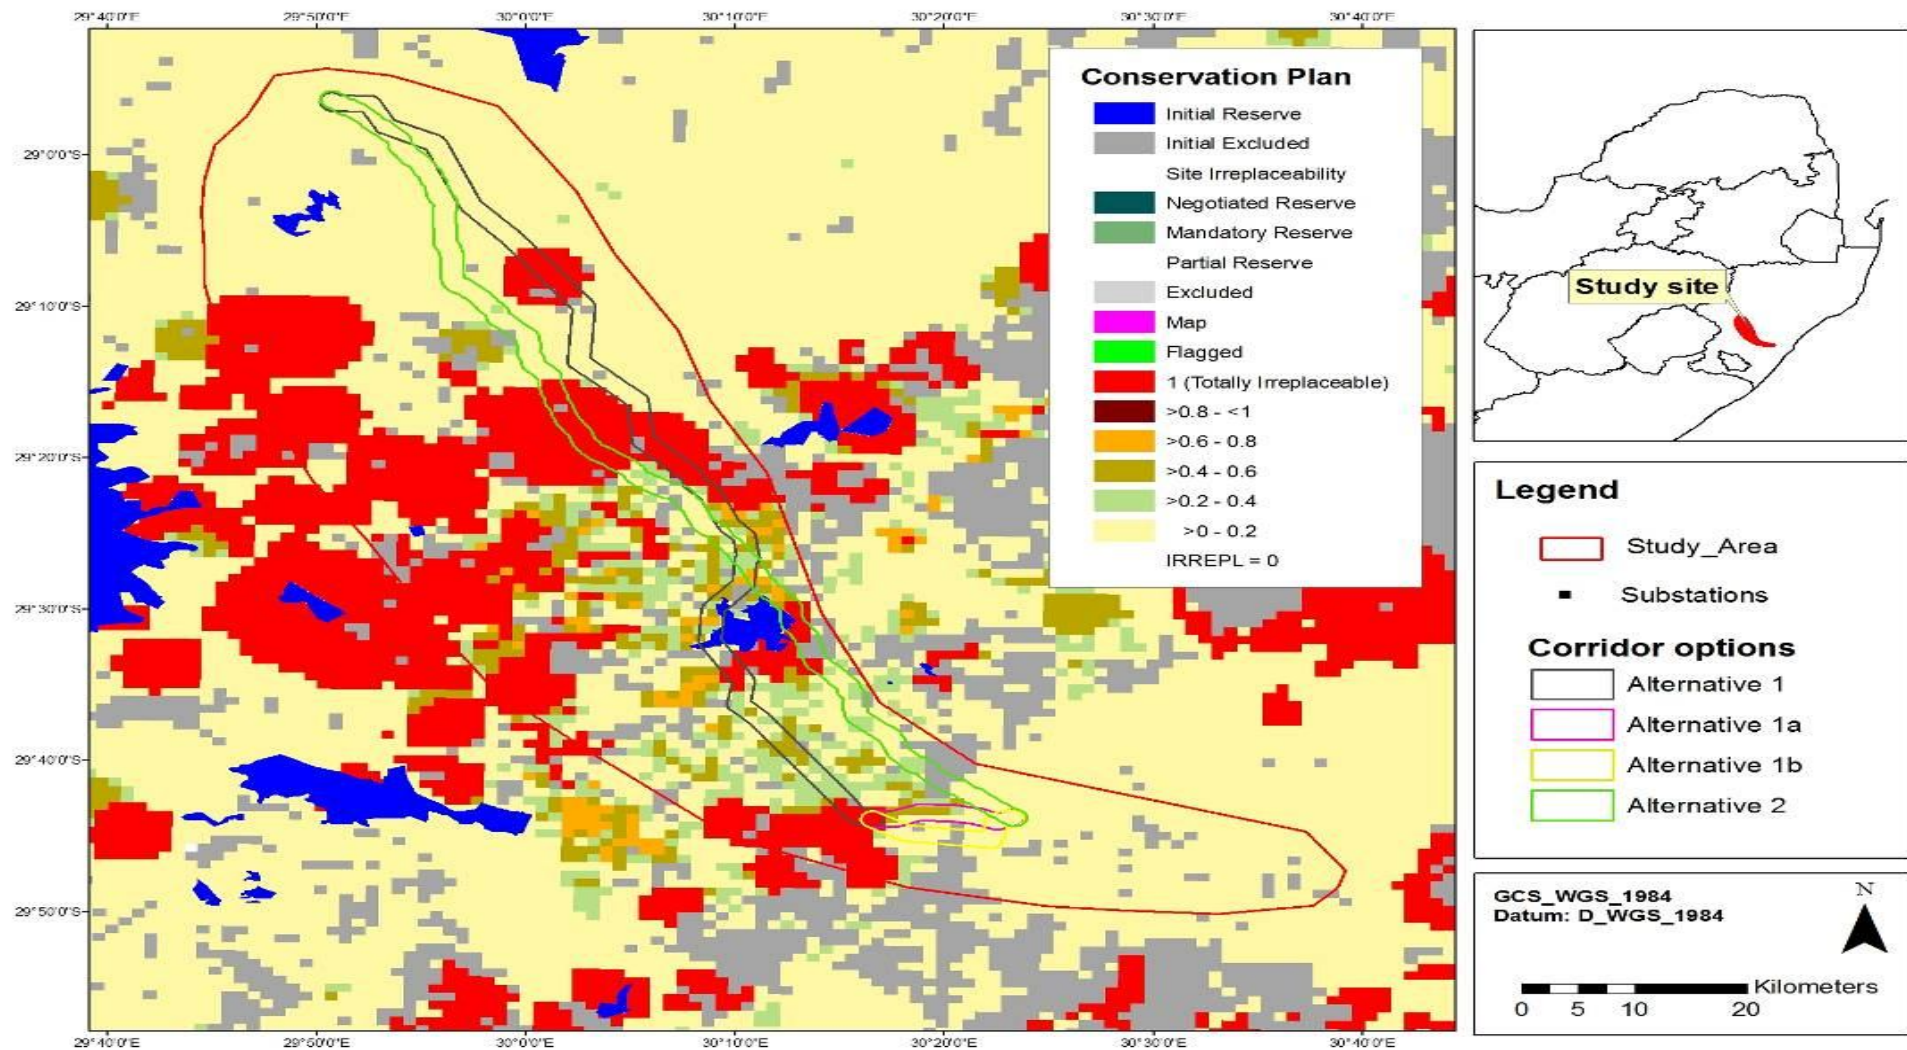 29°40'0"E 29°50'0"E 30°0'0"E 30°10'0"E 30°20'0"E 30°30'0"E 30°40'0"E
29°0'0"S
29°10'0"S
29°20'0"S
29°30'0"S
29°40'0"S
29°50'0"S
29°40'0"E 29°50'0"E 30°0'0"E 30°10'0"E 30°20'0"E 30°30'0"E 30°40'0"E
Conservation Plan
Initial Reserve
Initial Excluded
Site Irreplaceability
Negotiated Reserve
Mandatory Reserve
Partial Reserve
Excluded
Map
Flagged
1 (Totally Irreplaceable)
>0.8 - <1
>0.6 - 0.8
>0.4 - 0.6
>0.2 - 0.4
>0 - 0.2
IRREPL = 0
Study site
Legend
Study_Area
Substations
Corridor options
Alternative 1
Alternative 1a
Alternative 1b
Alternative 2
GCS_WGS_1984
Datum: D_WGS_1984
N
Kilometers
0 5 10 20